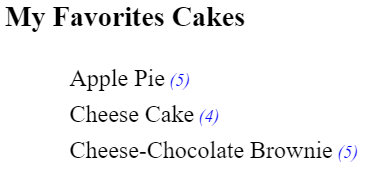 My Favorites Cakes
Apple Pie (5)
Cheese Cake (4)
Cheese-Chocolate Brownie (5)